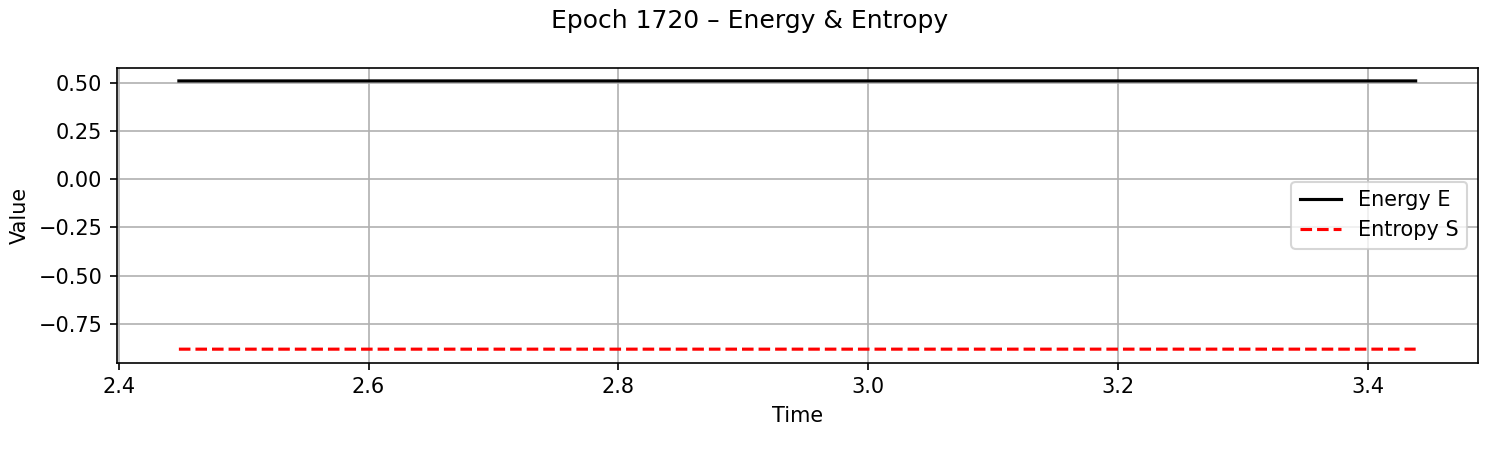 Epoch 1720 – Energy & Entropy
Value
0.50
0.25
0.00
−0.25
−0.50
−0.75
Energy E
Entropy S
2.4 2.6 2.8 3.0 3.2 3.4
Time